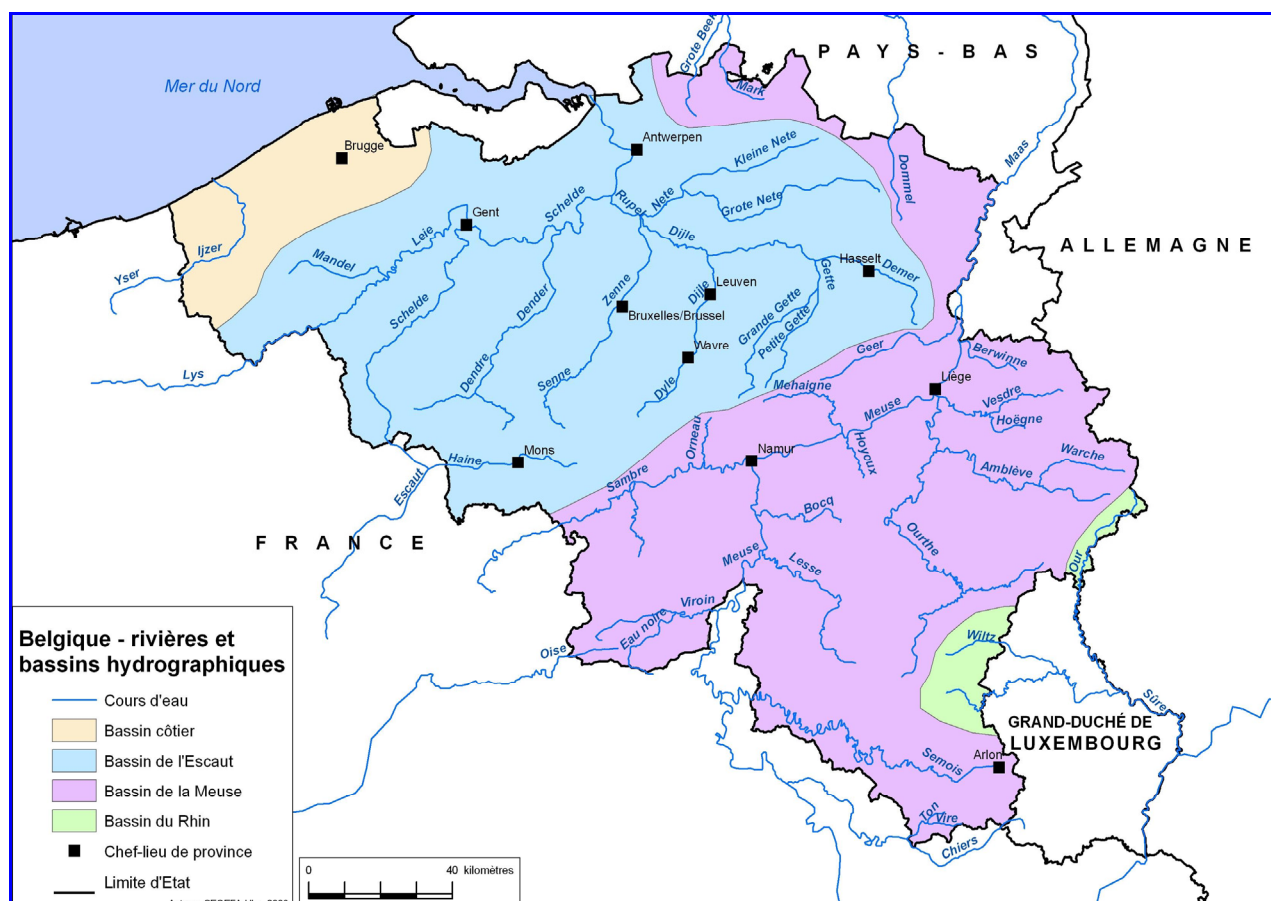 PAYS-BAS
Mer du Nord
Grote Beek
Mark
Brugge
Antwerpen
Kleine Nete
Dommel
Maas
Schelde
Rupel
Nete
Grote Nete
Gent
Leie
Mandel
Ijzer
Yser
Dijle
Hasselt
Demer
ALLEMAGNE
Schelde
Dender
Zenne
Dijle
Leuven
Gette
Bruxelles/Brussel
Grande Gette
Petite Gette
Wavre
Geer
Berwinne
Lys
Dendre
Senne
Dyle
Mehaigne
Meuse
Liège
Vesdre
Hoëgne
Orneau
Hoyoux
Haine
Mons
Namur
Warche
Amblève
Escaut
Sambre
Bocq
FRANCE
Meuse
Lesse
Ourthe
Our
Viroin
Eau noire
Oise
Wiltz
Sûre
GRAND-DUCHÉ DE
LUXEMBOURG
Semois
Arlon
Ton
Vire
Chiers
Belgique - rivières et
bassins hydrographiques
Cours d'eau
Bassin côtier
Bassin de l'Escaut
Bassin de la Meuse
Bassin du Rhin
Chef-lieu de province
Limite d'Etat
0 40 kilomètres